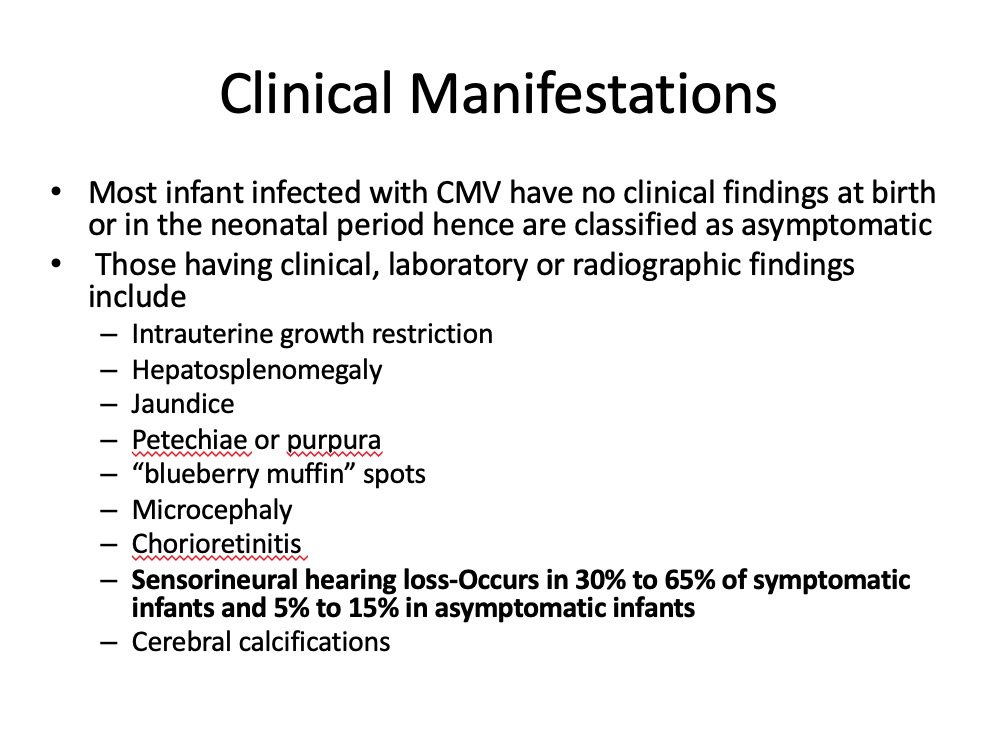 Clinical Manifestations
• Most infant infected with CMV have no clinical findings at birth
or in the neonatal period hence are classified as asymptomatic
• Those having clinical, laboratory or radiographic findings
include
– Intrauterine growth restriction
– Hepatosplenomegaly
– Jaundice
– Petechiae or purpura
– “blueberry muffin” spots
– Microcephaly
– Chorioretinitis
– Sensorineural hearing loss-Occurs in 30% to 65% of symptomatic
infants and 5% to 15% in asymptomatic infants
– Cerebral calcifications